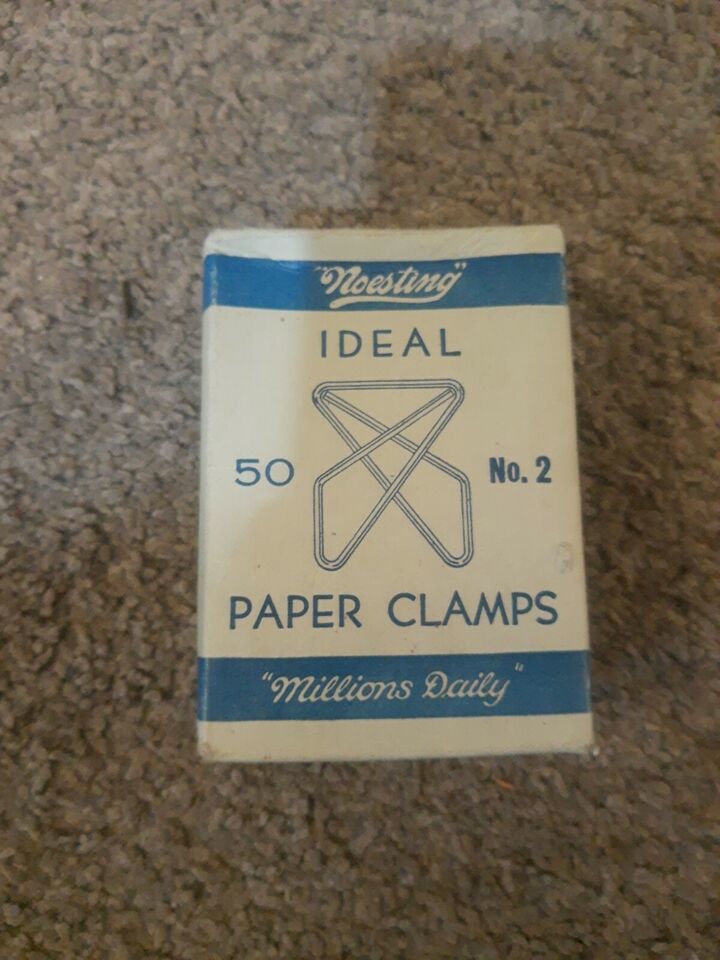 "Noesting"
IDEAL
50 No. 2
PAPER CLAMPS
"Millions Daily"